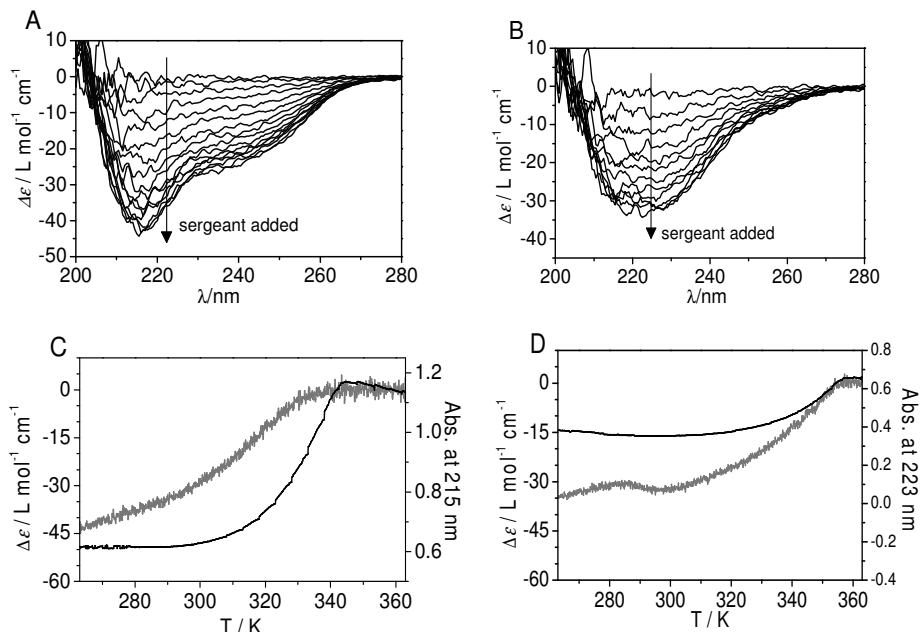 A
10
0
-10
-20
-30
-40
-50
Δε / L mol⁻¹ cm⁻¹
sergeant added
200 220 240 260 280
λ/nm
B
10
0
-10
-20
-30
-40
Δε / L mol⁻¹ cm⁻¹
sergeant added
200 220 240 260 280
λ/nm
C
0
-15
-30
-45
-60
Δε / L mol⁻¹ cm⁻¹
1.2
1.0
0.8
0.6
Abs. at 215 nm
280 300 320 340 360
T / K
D
0
-15
-30
-45
-60
Δε / L mol⁻¹ cm⁻¹
0.8
0.6
0.4
0.2
0.0
-0.2
-0.4
Abs. at 223 nm
280 300 320 340 360
T / K